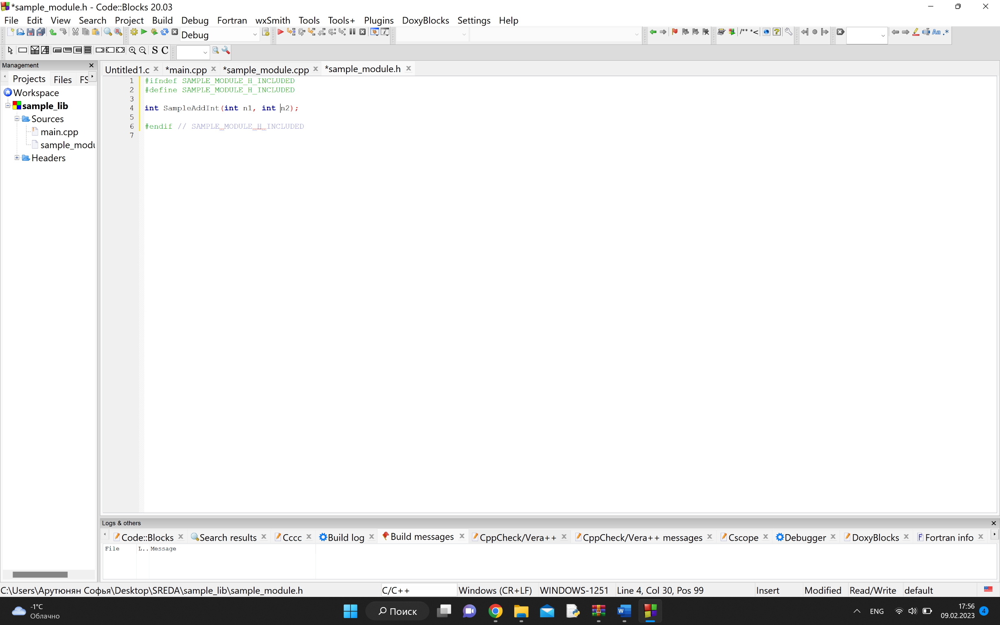 *sample_module.h - Code::Blocks 20.03
File Edit View Search Project Build Debug Fortran wxSmith Tools Tools+ Plugins DoxyBlocks Settings Help
Debug
/** *<
Aa .*
S C
Management
Projects Files FS
Workspace
sample_lib
Sources
main.cpp
sample_modu
Headers
Untitled1.c *main.cpp *sample_module.cpp *sample_module.h
1 #ifndef SAMPLE_MODULE_H_INCLUDED
2 #define SAMPLE_MODULE_H_INCLUDED
3
4 int SampleAddInt(int n1, int n2);
5
6 #endif // SAMPLE_MODULE_H_INCLUDED
7
Logs & others
Code::Blocks Search results Cccc Build log Build messages CppCheck/Vera++ CppCheck/Vera++ messages Cscope Debugger DoxyBlocks Fortran info
File L.. Message
C:\Users\Арутюнян Софья\Desktop\SREDA\sample_lib\sample_module.h C/C++ Windows (CR+LF) WINDOWS-1251 Line 4, Col 30, Pos 99 Insert Modified Read/Write default
-1°C
Облачно
Поиск
ENG
17:56
09.02.2023
4